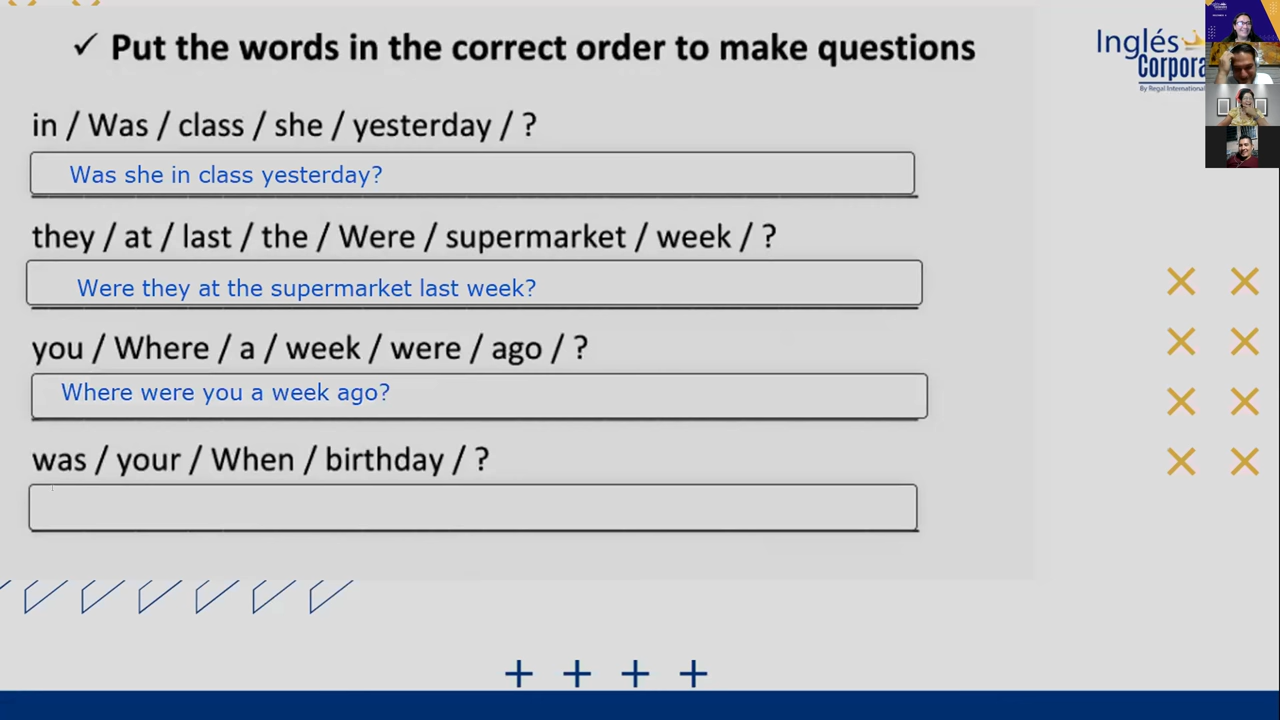 ✓ Put the words in the correct order to make questions
Inglés
Corpora
By Regal International
in / Was / class / she / yesterday / ?
Was she in class yesterday?
they / at / last / the / Were / supermarket / week / ?
Were they at the supermarket last week?
you / Where / a / week / were / ago / ?
Where were you a week ago?
was / your / When / birthday / ?